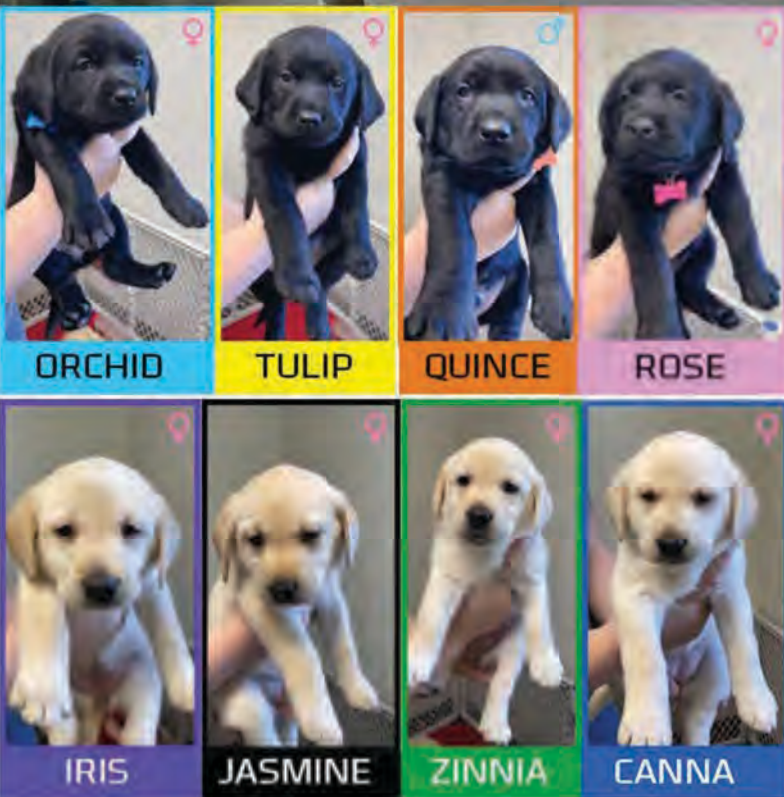 ORCHID
TULIP
QUINCE
ROSE
IRIS
JASMINE
ZINNIA
CANNA